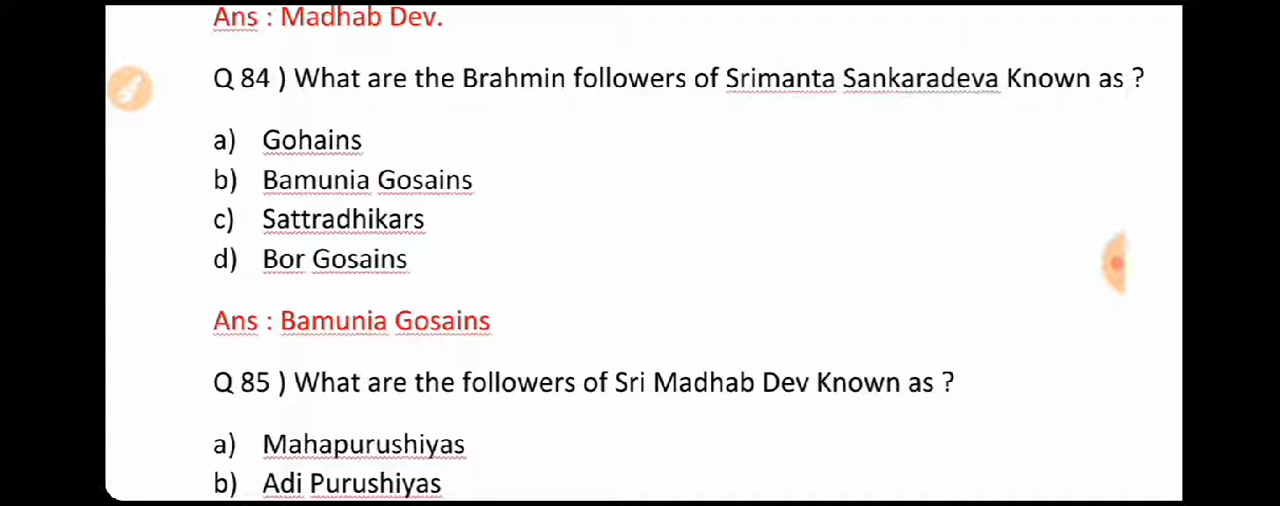 Ans : Madhab Dev.
Q 84 ) What are the Brahmin followers of Srimanta Sankaradeva Known as ?
a) Gohains
b) Bamunia Gosains
c) Sattradhikars
d) Bor Gosains
Ans : Bamunia Gosains
Q 85 ) What are the followers of Sri Madhab Dev Known as ?
a) Mahapurushiyas
b) Adi Purushiyas